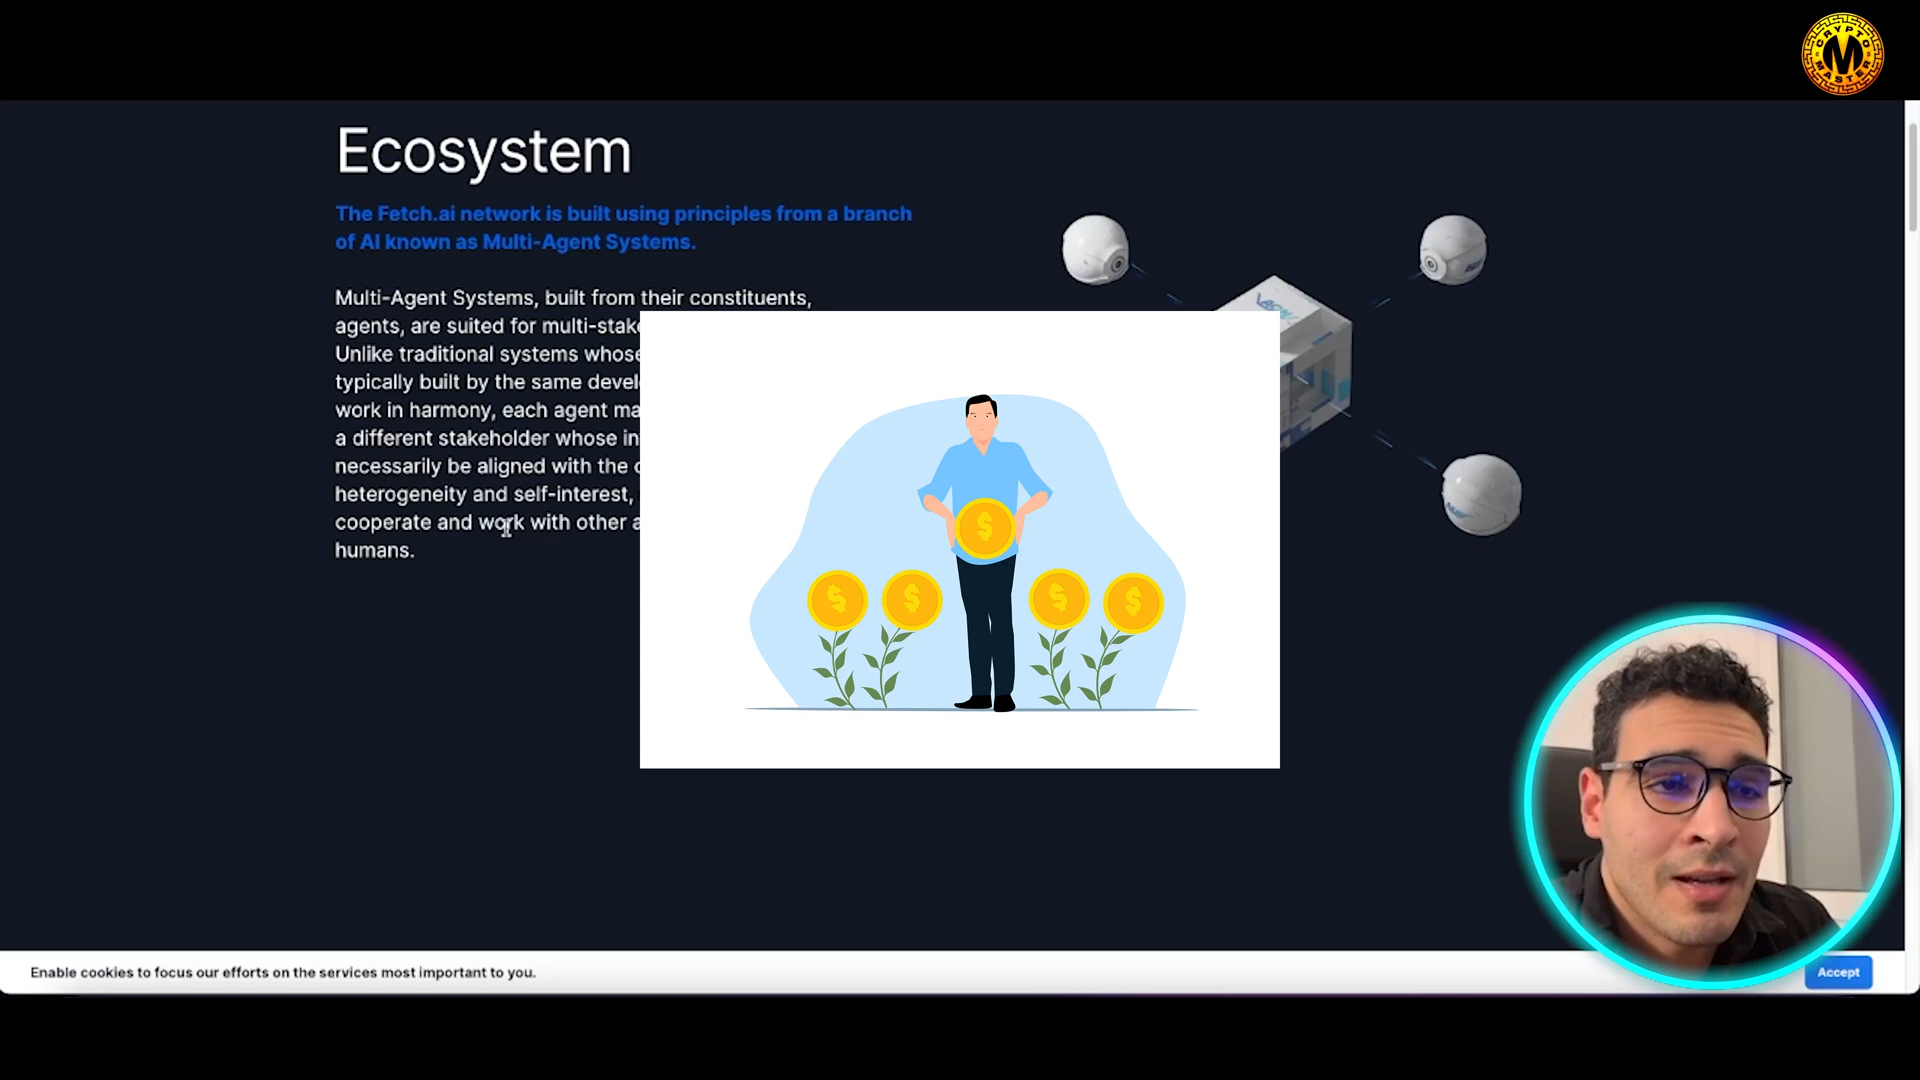 CRYPTO
M
MASTER
Ecosystem
The Fetch.ai network is built using principles from a branch
of AI known as Multi-Agent Systems.
Multi-Agent Systems, built from their constituents,
agents, are suited for multi-stake
Unlike traditional systems whose
typically built by the same devel
work in harmony, each agent ma
a different stakeholder whose in
necessarily be aligned with the
heterogeneity and self-interest,
cooperate and work with other a
humans.
$
$ $ $ $
Enable cookies to focus our efforts on the services most important to you.
Accept